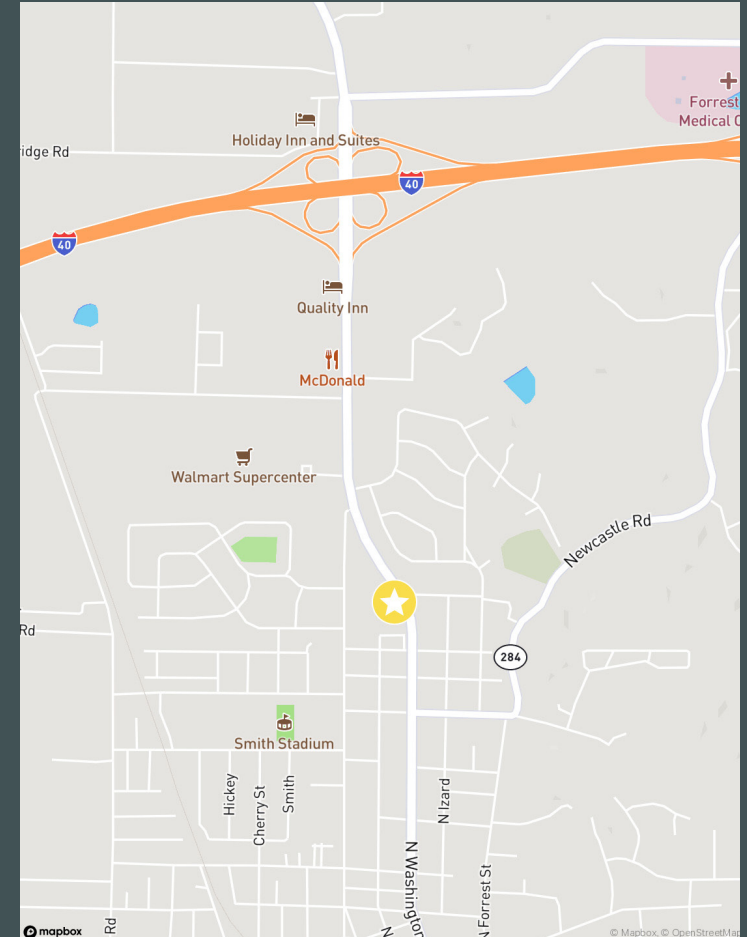 Forrest
Medical C
Holiday Inn and Suites
idge Rd
40
40
Quality Inn
McDonald
Walmart Supercenter
Newcastle Rd
Rd
284
Smith Stadium
Hickey
Cherry St
Smith
N Izard
N Washington
N Forrest St
Rd
N
mapbox
© Mapbox, © OpenStreetMap